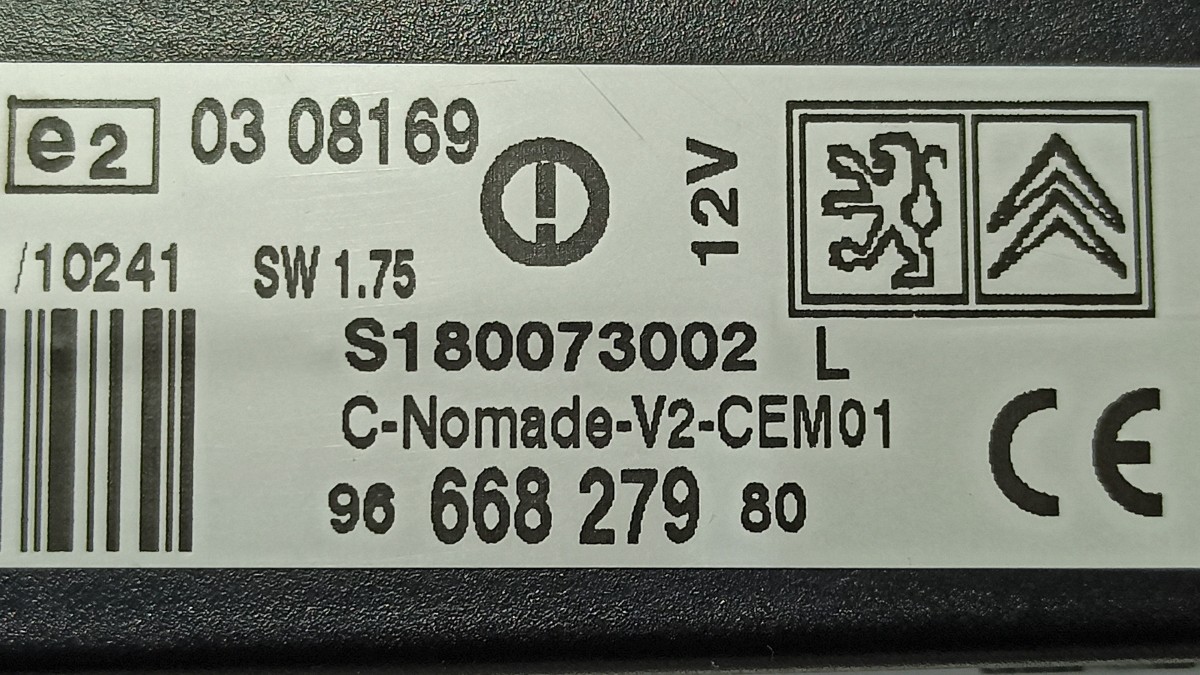 e2 03 08169
12V
/10241 SW 1.75
S180073002 L
C-Nomade-V2-CEM01
96 668 279 80
CE